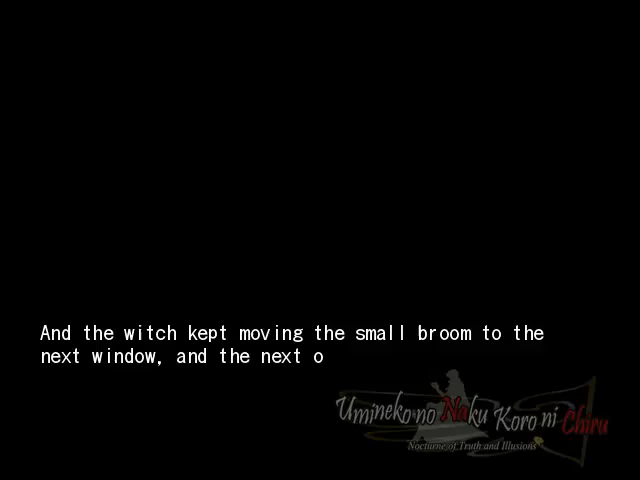 And the witch kept moving the small broom to the
next window, and the next o
Umineko no Naku Koro ni Chiru
Nocturne of Truth and Illusions